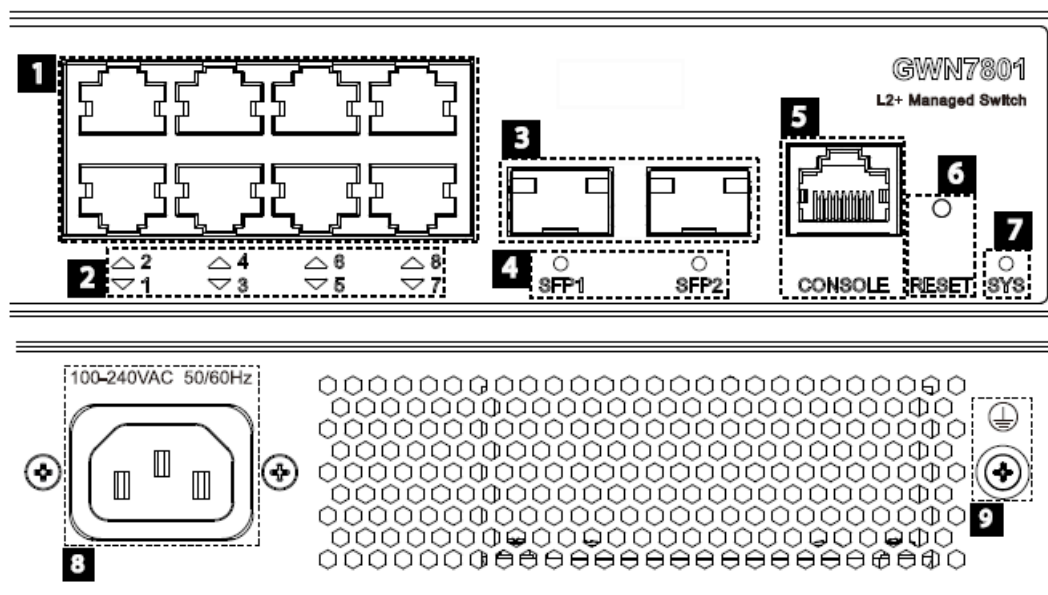 1
GWN7801
L2+ Managed Switch
3
5
6
7
2
2 4 6 8
1 3 5 7
4
SFP1 SFP2 CONSOLE RESET SYS
100-240VAC 50/60Hz
8
9